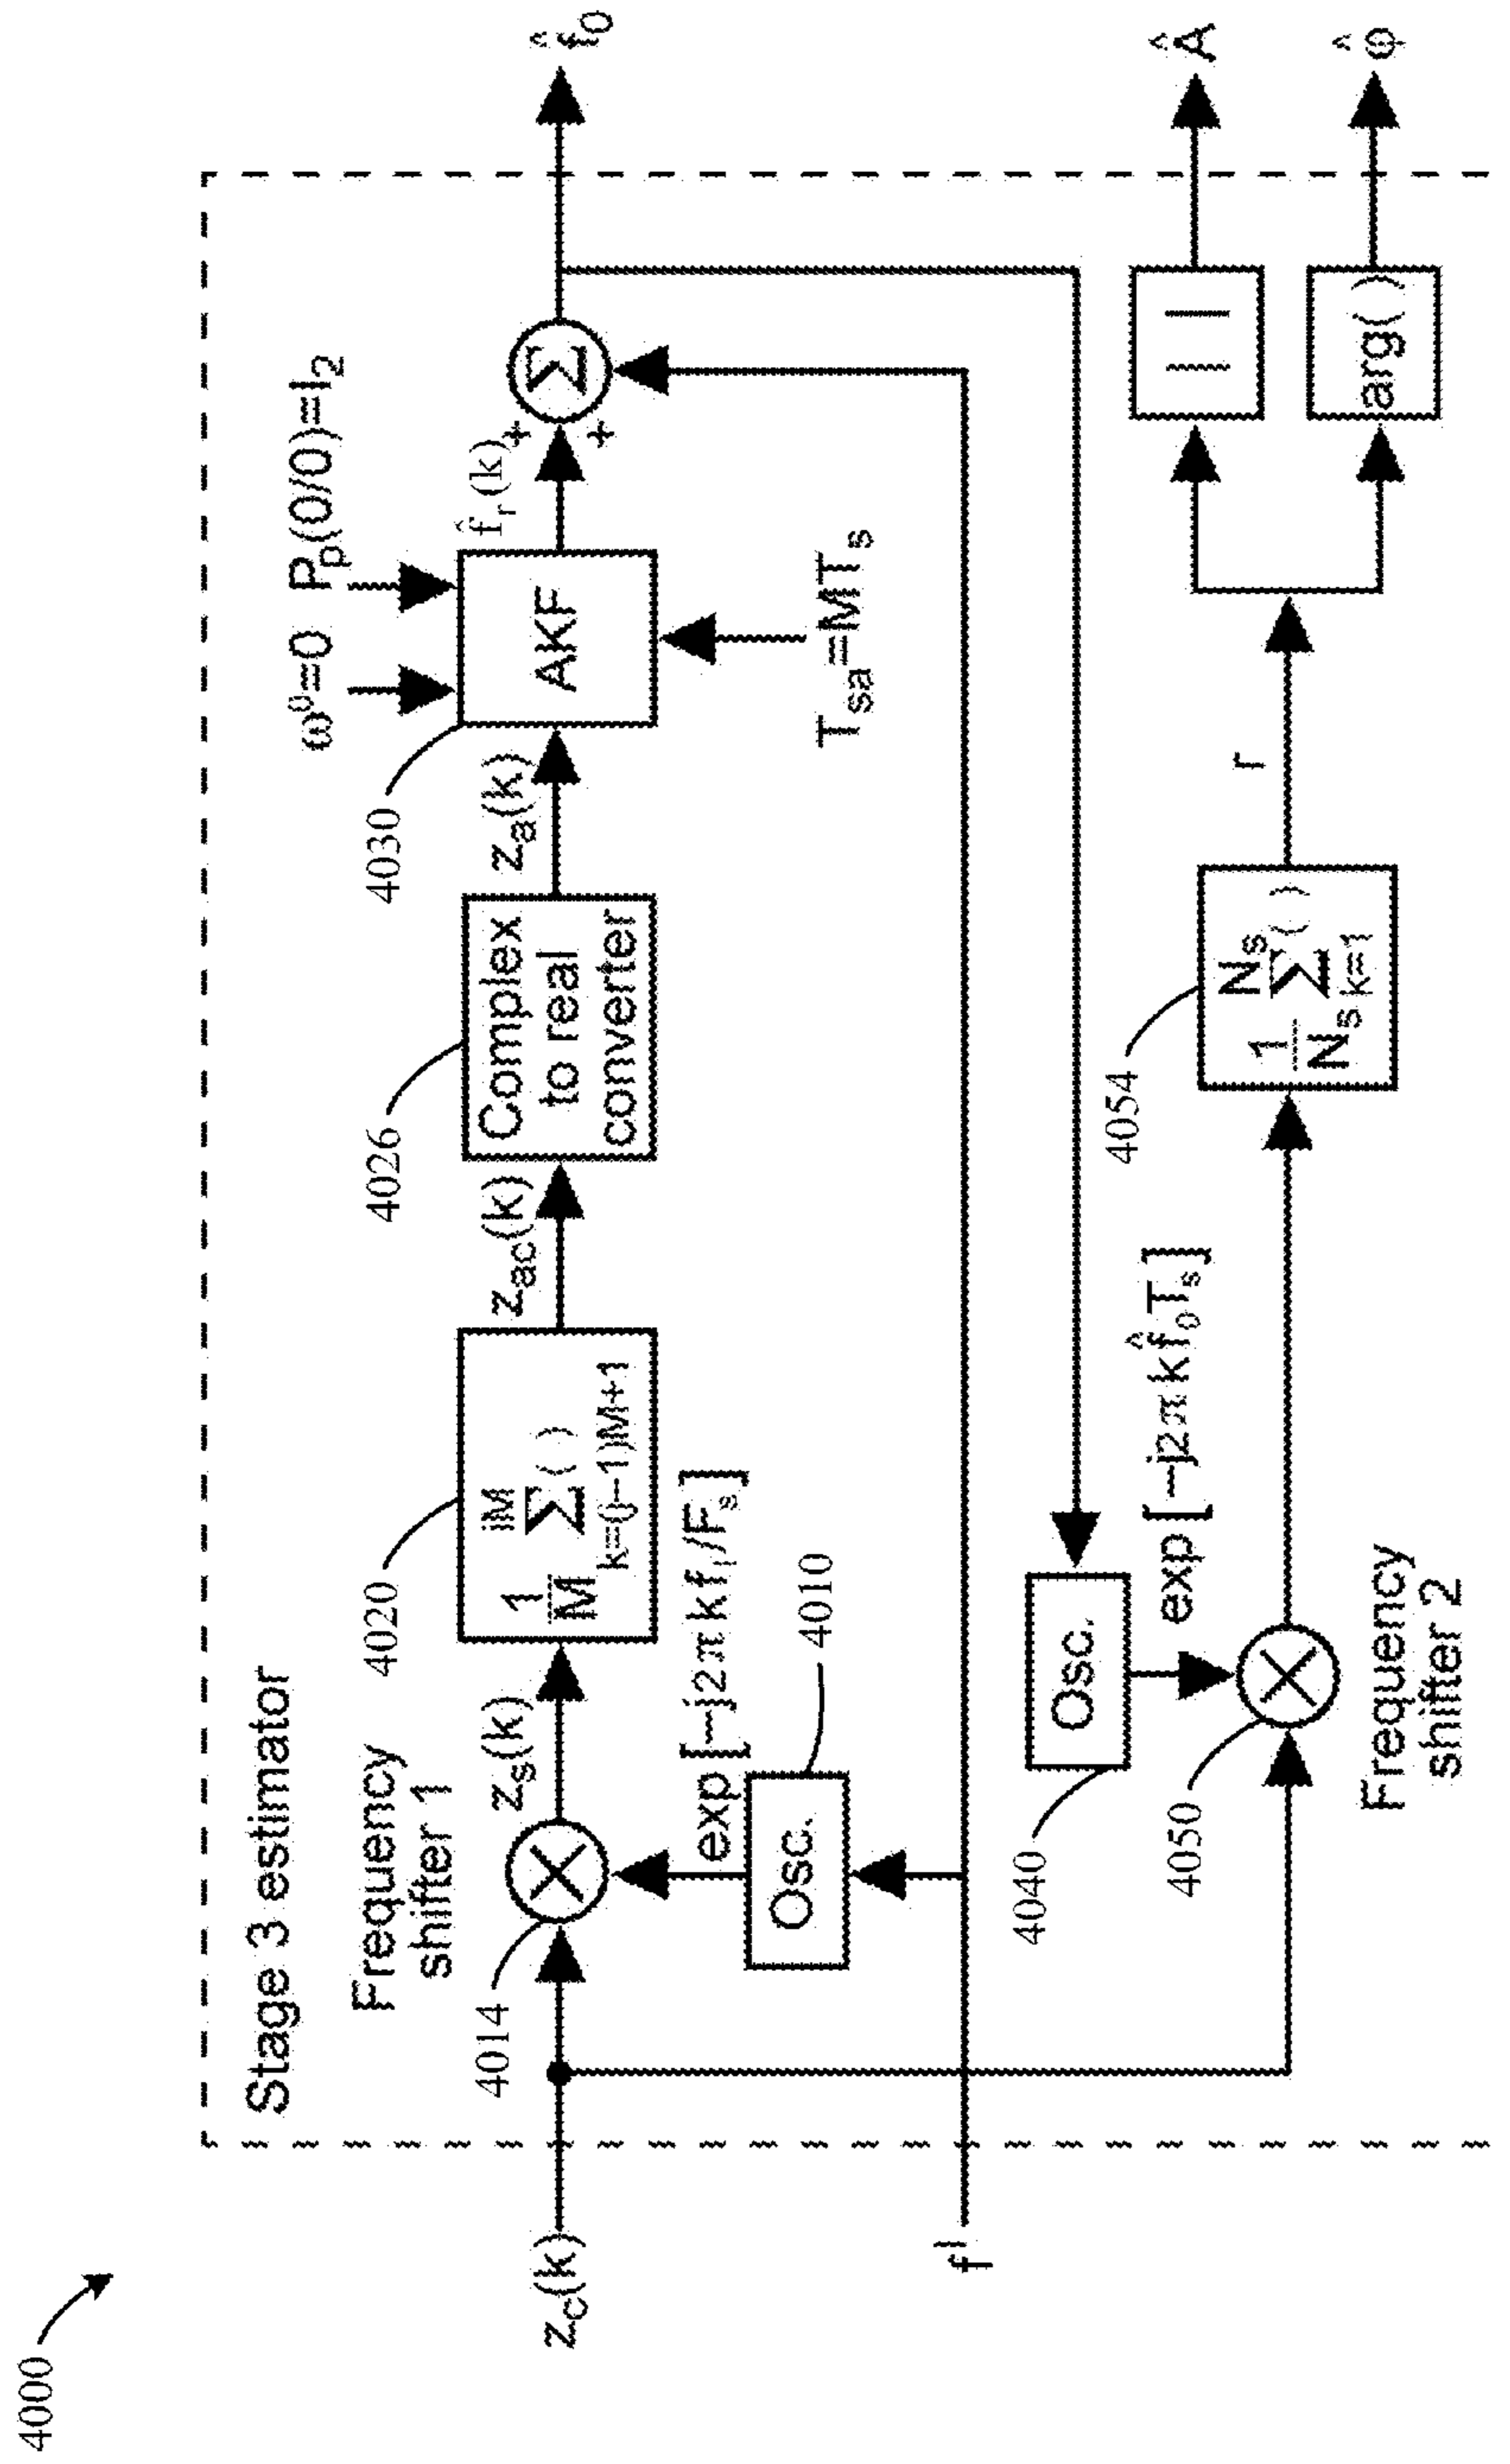 4000
Stage 3 estimator
z_c(k)
f^l
Frequency
shifter 1
4014
z_s(k)
exp[-j2πkf_l/F_s]
Osc.
4010
4020
1/M Σ_{k=(j-1)M+1}^{jM} ( )
z_ac(k)
4026
Complex
to real
converter
z_a(k)
4030
ω^0=0 P_p(0/0)=I_2
AKF
T_sa=MT_s
f̂_r(k)
+
+
Σ
f̂_0
4040
Osc.
exp[-j2πkf̂_0T_s]
4050
Frequency
shifter 2
4054
1/N_s Σ_{k=1}^{N_s} ( )
r
| |
Â
arg( )
φ̂